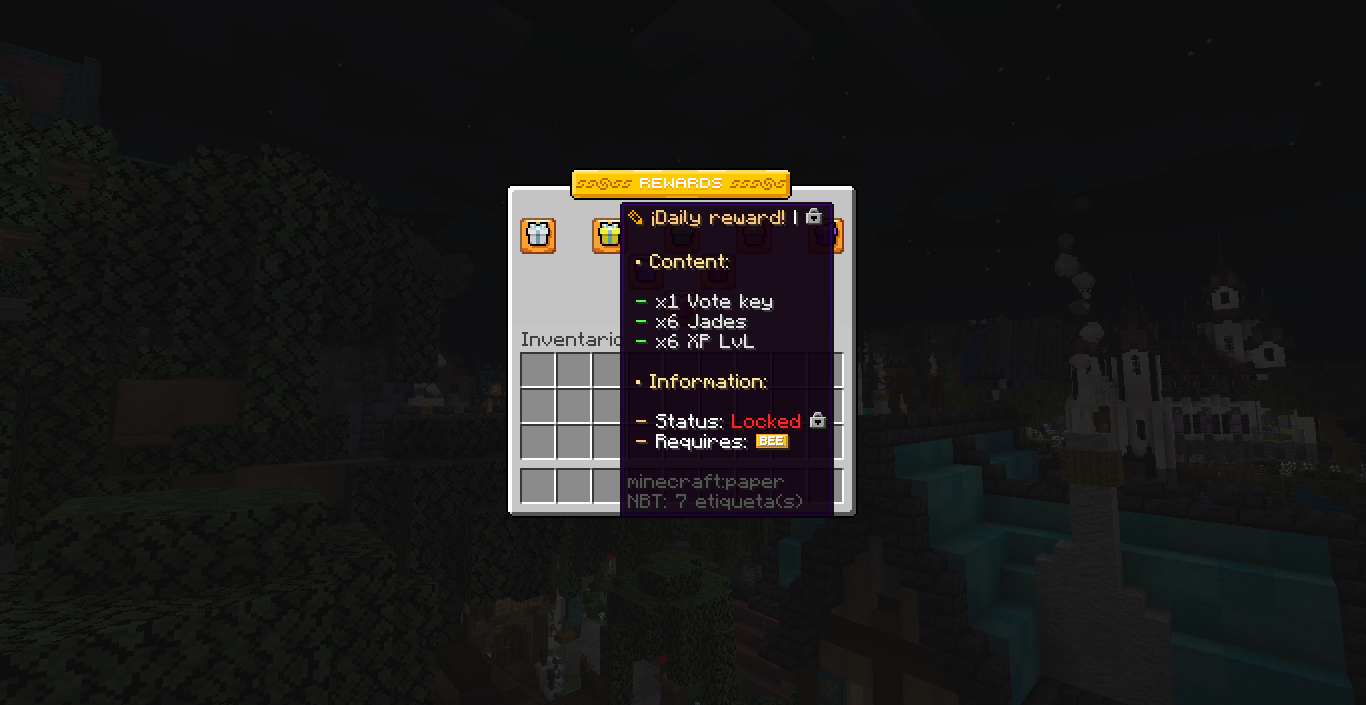 REWARDS
¡Daily reward! |
• Content:
– x1 Vote key
– x6 Jades
– x6 XP LvL
Inventario
• Information:
– Status: Locked
– Requires: BEE
minecraft:paper
NBT: 7 etiqueta(s)